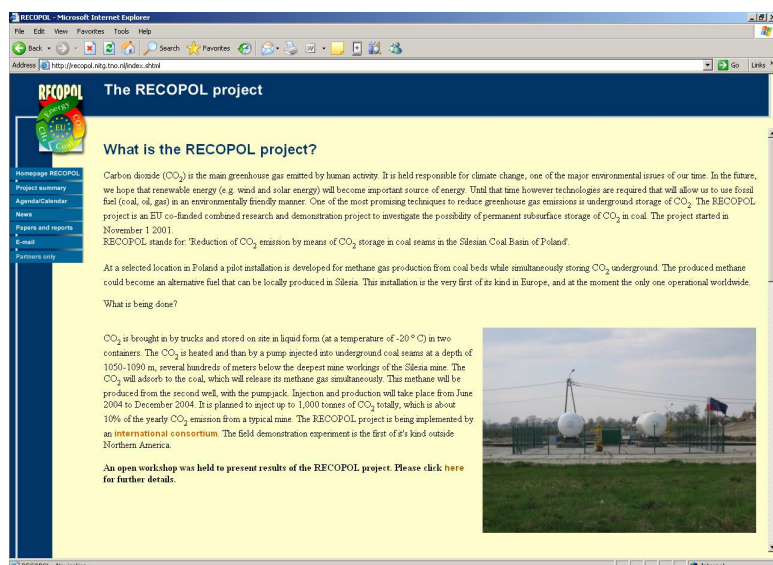 RECOPOL - Microsoft Internet Explorer
File Edit View Favorites Tools Help
Back Search Favorites
Address http://recopol.nitg.tno.nl/index.shtml Go Links
RECOPOL
Energy CO2 EU CH4 Coal
The RECOPOL project
What is the RECOPOL project?
Homepage RECOPOL
Project summary
Agenda/Calendar
News
Papers and reports
E-mail
Partners only
Carbon dioxide (CO2) is the main greenhouse gas emitted by human activity. It is held responsible for climate change, one of the major environmental issues of our time. In the future,
we hope that renewable energy (e.g. wind and solar energy) will become important source of energy. Until that time however technologies are required that will allow us to use fossil
fuel (coal, oil, gas) in an environmentally friendly manner. One of the most promising techniques to reduce greenhouse gas emissions is underground storage of CO2. The RECOPOL
project is an EU co-funded combined research and demonstration project to investigate the possibility of permanent subsurface storage of CO2 in coal. The project started in
November 1 2001.
RECOPOL stands for: 'Reduction of CO2 emission by means of CO2 storage in coal seams in the Silesian Coal Basin of Poland'.
At a selected location in Poland a pilot installation is developed for methane gas production from coal beds while simultaneously storing CO2 underground. The produced methane
could become an alternative fuel that can be locally produced in Silesia. This installation is the very first of its kind in Europe, and at the moment the only one operational worldwide.
What is being done?
CO2 is brought in by trucks and stored on site in liquid form (at a temperature of -20 º C) in two
containers. The CO2 is heated and than by a pump injected into underground coal seams at a depth of
1050-1090 m, several hundreds of meters below the deepest mine workings of the Silesia mine. The
CO2 will adsorb to the coal, which will release its methane gas simultaneously. This methane will be
produced from the second well, with the pumpjack. Injection and production will take place from June
2004 to December 2004. It is planned to inject up to 1,000 tonnes of CO2 totally, which is about
10% of the yearly CO2 emission from a typical mine. The RECOPOL project is being implemented by
an international consortium. The field demonstration experiment is the first of it's kind outside
Northern America.
An open workshop was held to present results of the RECOPOL project. Please click here
for further details.